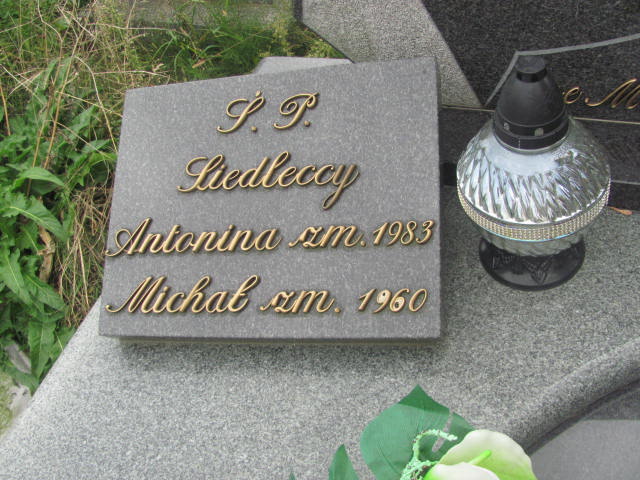 Ś. P.
Siedleccy
Antonina zm. 1983
Michał zm. 1960